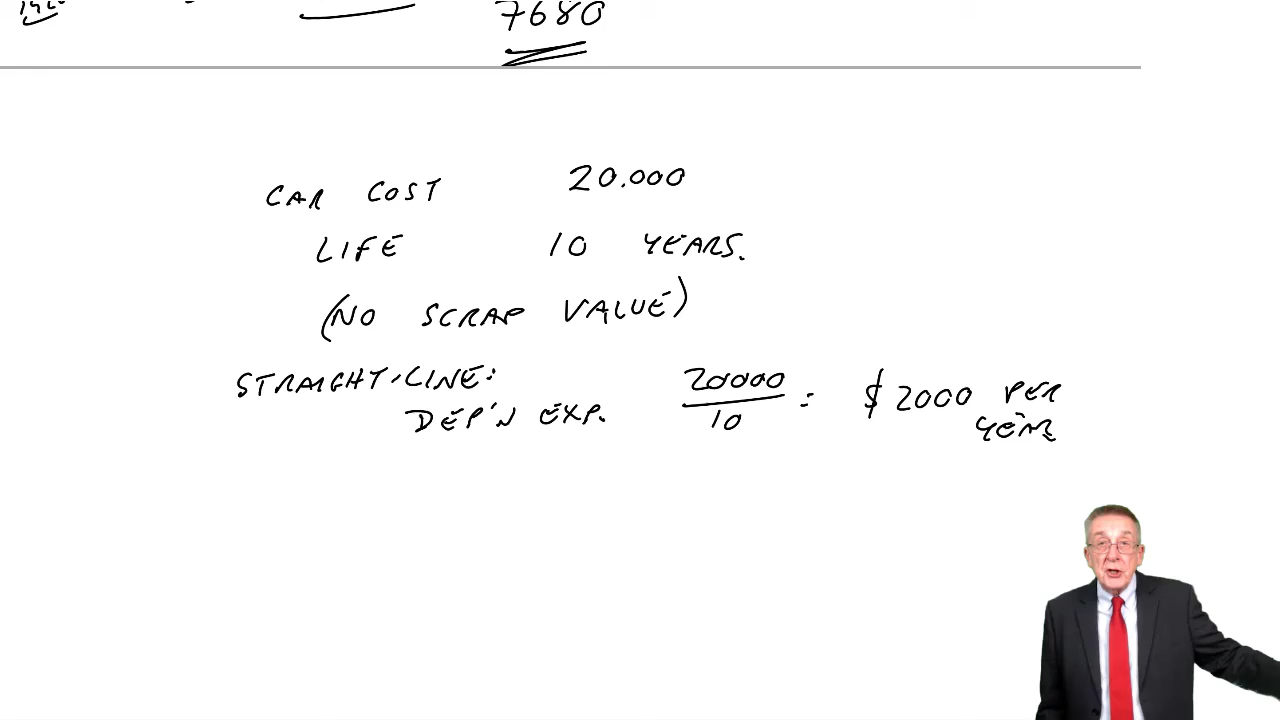 7680
CAR COST 20.000
LIFE 10 YEARS.
(NO SCRAP VALUE)
STRAIGHT-LINE:
DEP'N EXP. 20000
10 = $2000 PER
YEAR